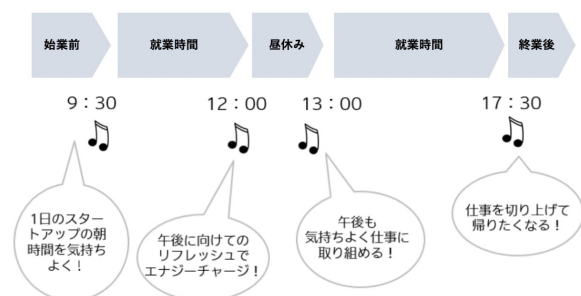 始業前
就業時間
昼休み
就業時間
終業後
9:30
12:00
13:00
17:30
1日のスター
トアップの朝
時間を気持ち
よく！
午後に向けての
リフレッシュで
エナジーチャージ！
午後も
気持ちよく仕事に
取り組める！
仕事を切り上げて
帰りたくなる！